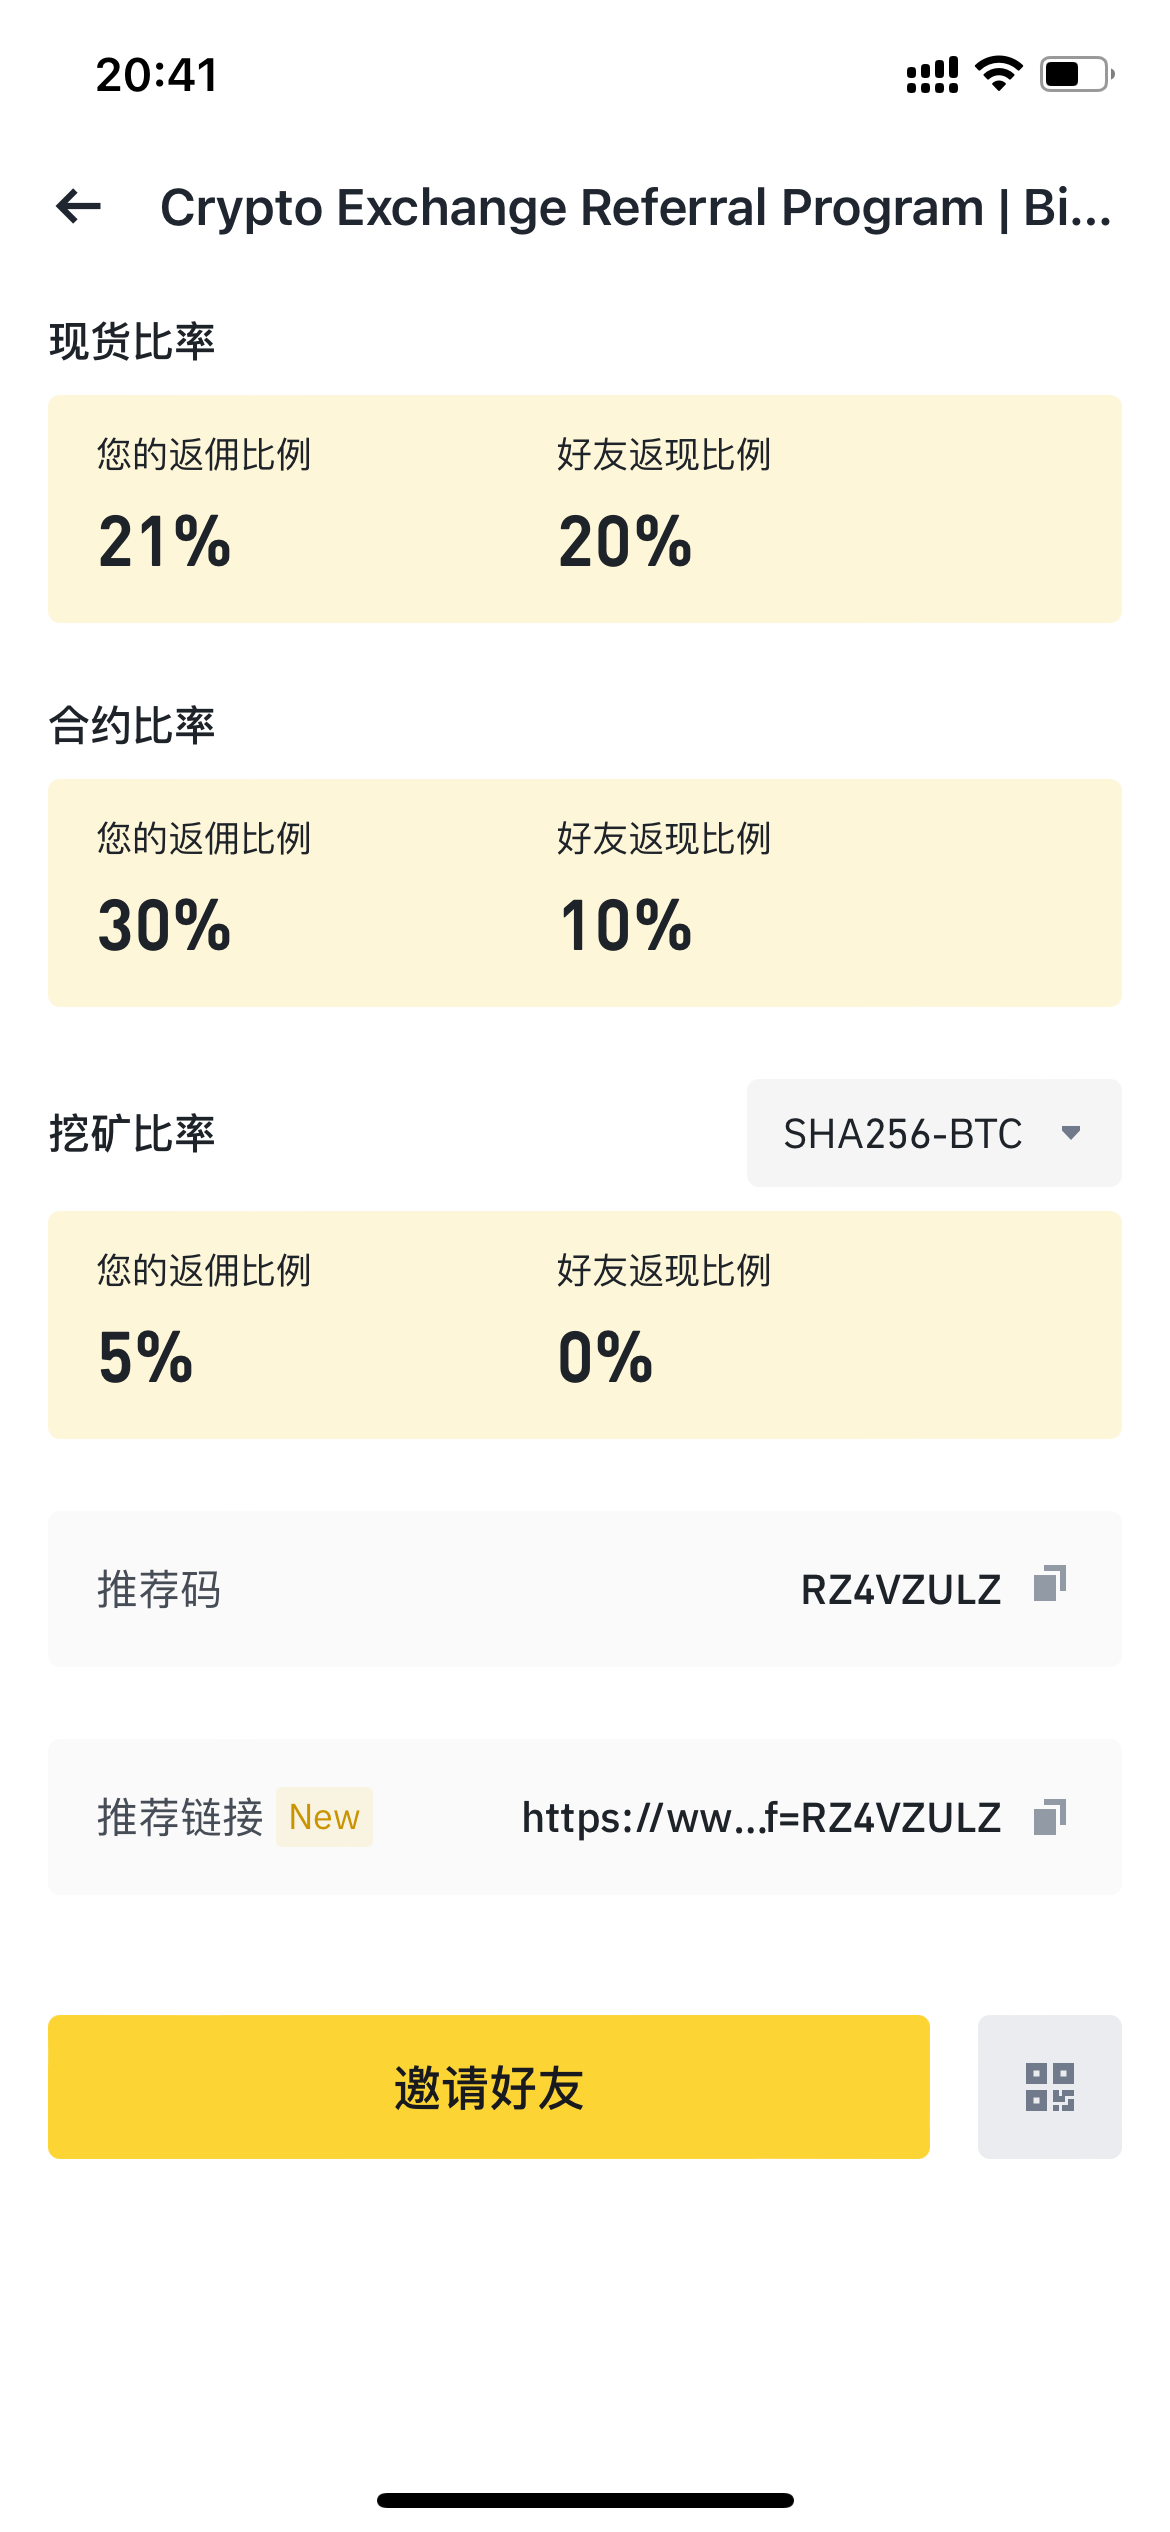 20:41
Crypto Exchange Referral Program | Bi...
现货比率
您的返佣比例 好友返现比例
21% 20%
合约比率
您的返佣比例 好友返现比例
30% 10%
挖矿比率 SHA256-BTC
您的返佣比例 好友返现比例
5% 0%
推荐码 RZ4VZULZ
推荐链接 New https://ww...f=RZ4VZULZ
邀请好友